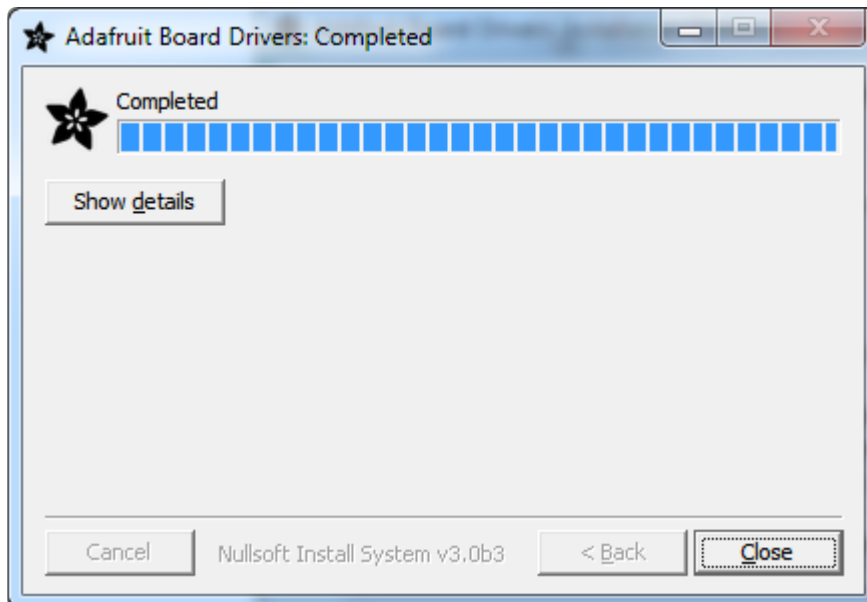 Adafruit Board Drivers: Completed
Completed
Show details
Cancel
Nullsoft Install System v3.0b3
< Back
Close